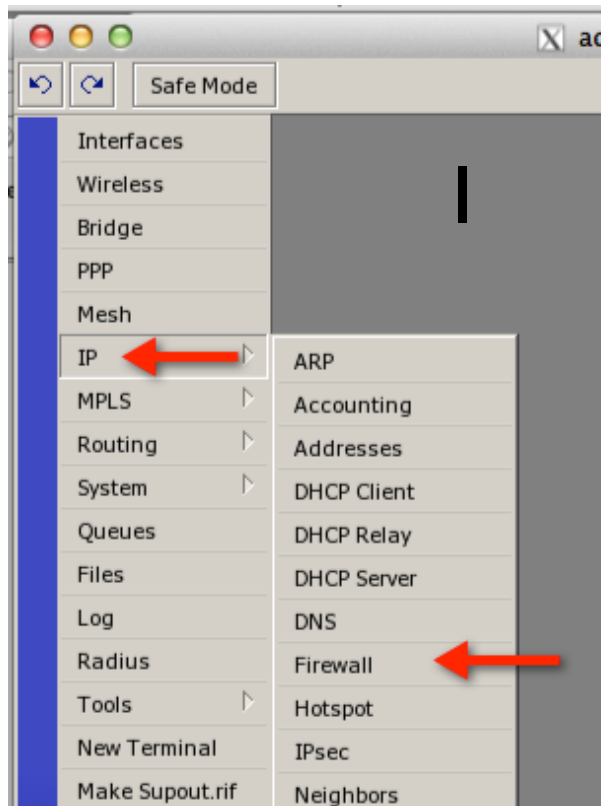 ac
Safe Mode
Interfaces
Wireless
Bridge
PPP
Mesh
IP
MPLS
Routing
System
Queues
Files
Log
Radius
Tools
New Terminal
Make Supout.rif
ARP
Accounting
Addresses
DHCP Client
DHCP Relay
DHCP Server
DNS
Firewall
Hotspot
IPsec
Neighbors